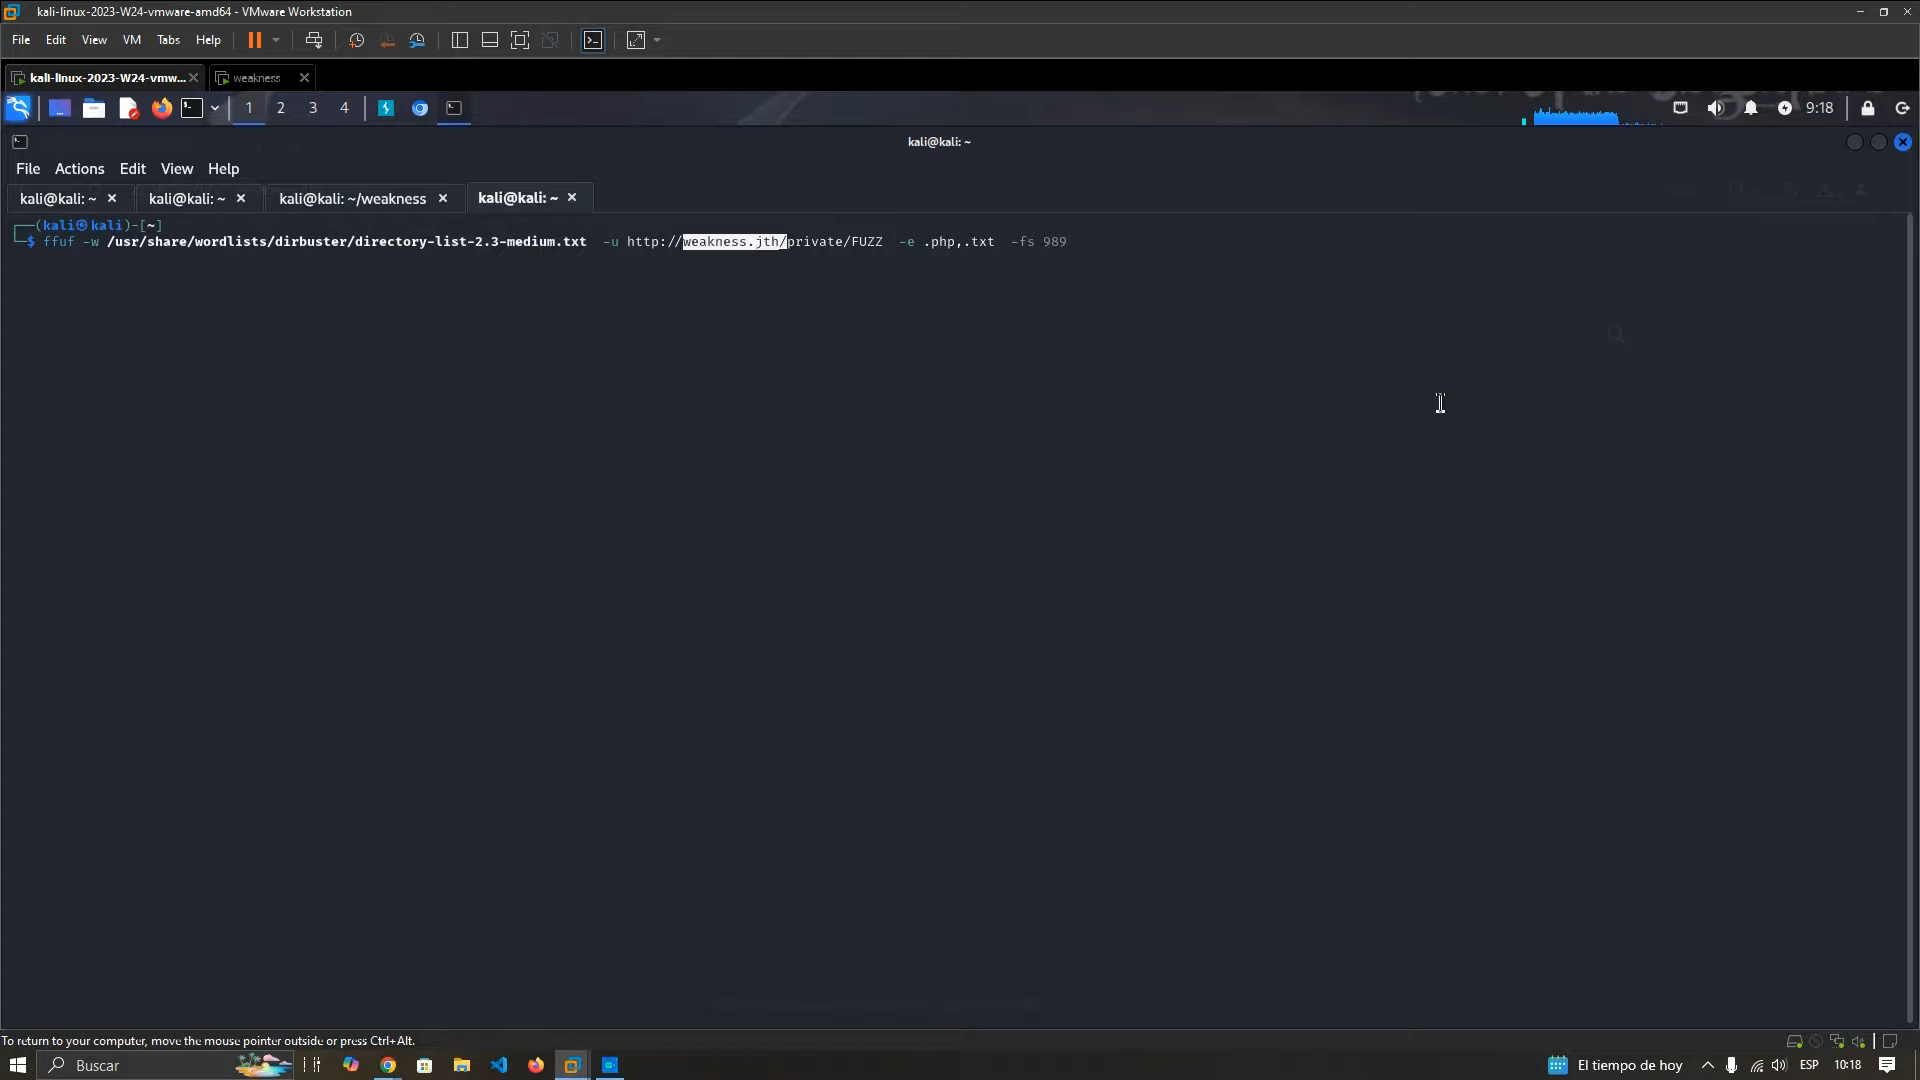 kali-linux-2023-W24-vmware-amd64 - VMware Workstation
File Edit View VM Tabs Help
kali-linux-2023-W24-vmw... weakness
1 2 3 4 9:18
kali@kali: ~
File Actions Edit View Help
kali@kali: ~ kali@kali: ~ kali@kali: ~/weakness kali@kali: ~
┌──(kali㉿kali)-[~]
└─$ ffuf -w /usr/share/wordlists/dirbuster/directory-list-2.3-medium.txt -u http://weakness.jth/private/FUZZ -e .php,.txt -fs 989
To return to your computer, move the mouse pointer outside or press Ctrl+Alt.
Buscar El tiempo de hoy ESP 10:18